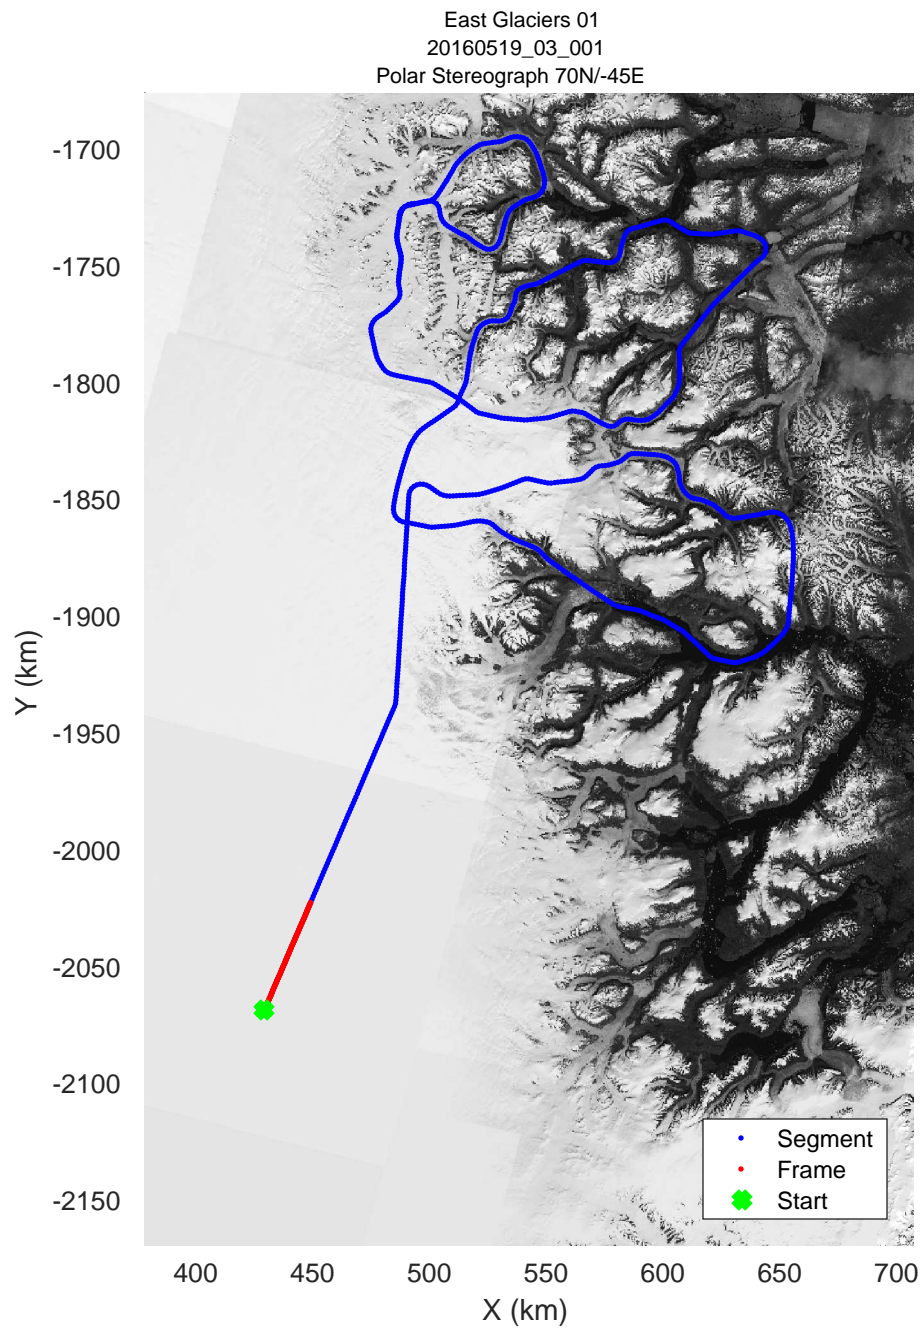 East Glaciers 01
20160519_03_001
Polar Stereograph 70N/-45E
-1700
-1750
-1800
-1850
-1900
-1950
-2000
-2050
-2100
-2150
Y (km)
Segment
Frame
Start
400 450 500 550 600 650 700
X (km)